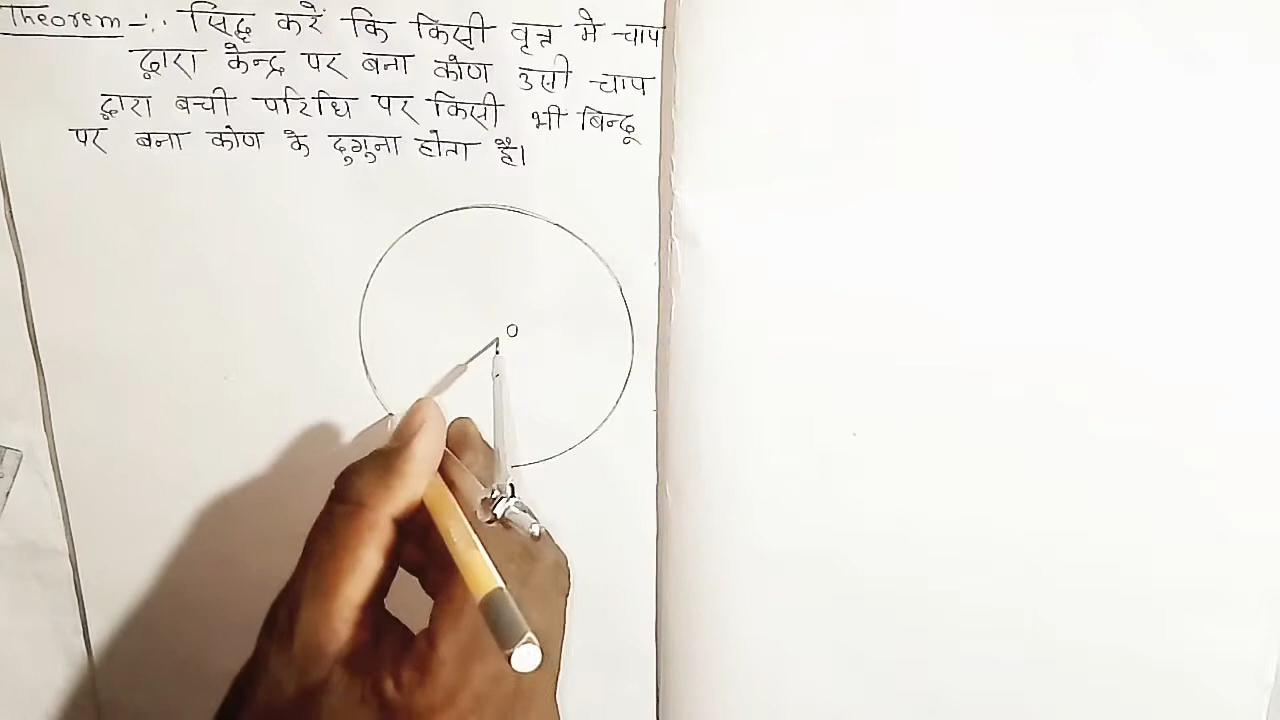 Theorem -: सिद्ध करें कि किसी वृत्त मे चाप
द्वारा केन्द्र पर बना कोण उसी चाप
द्वारा बची परिधि पर किसी भी बिन्दू
पर बना कोण के दुगुना होता है।
O